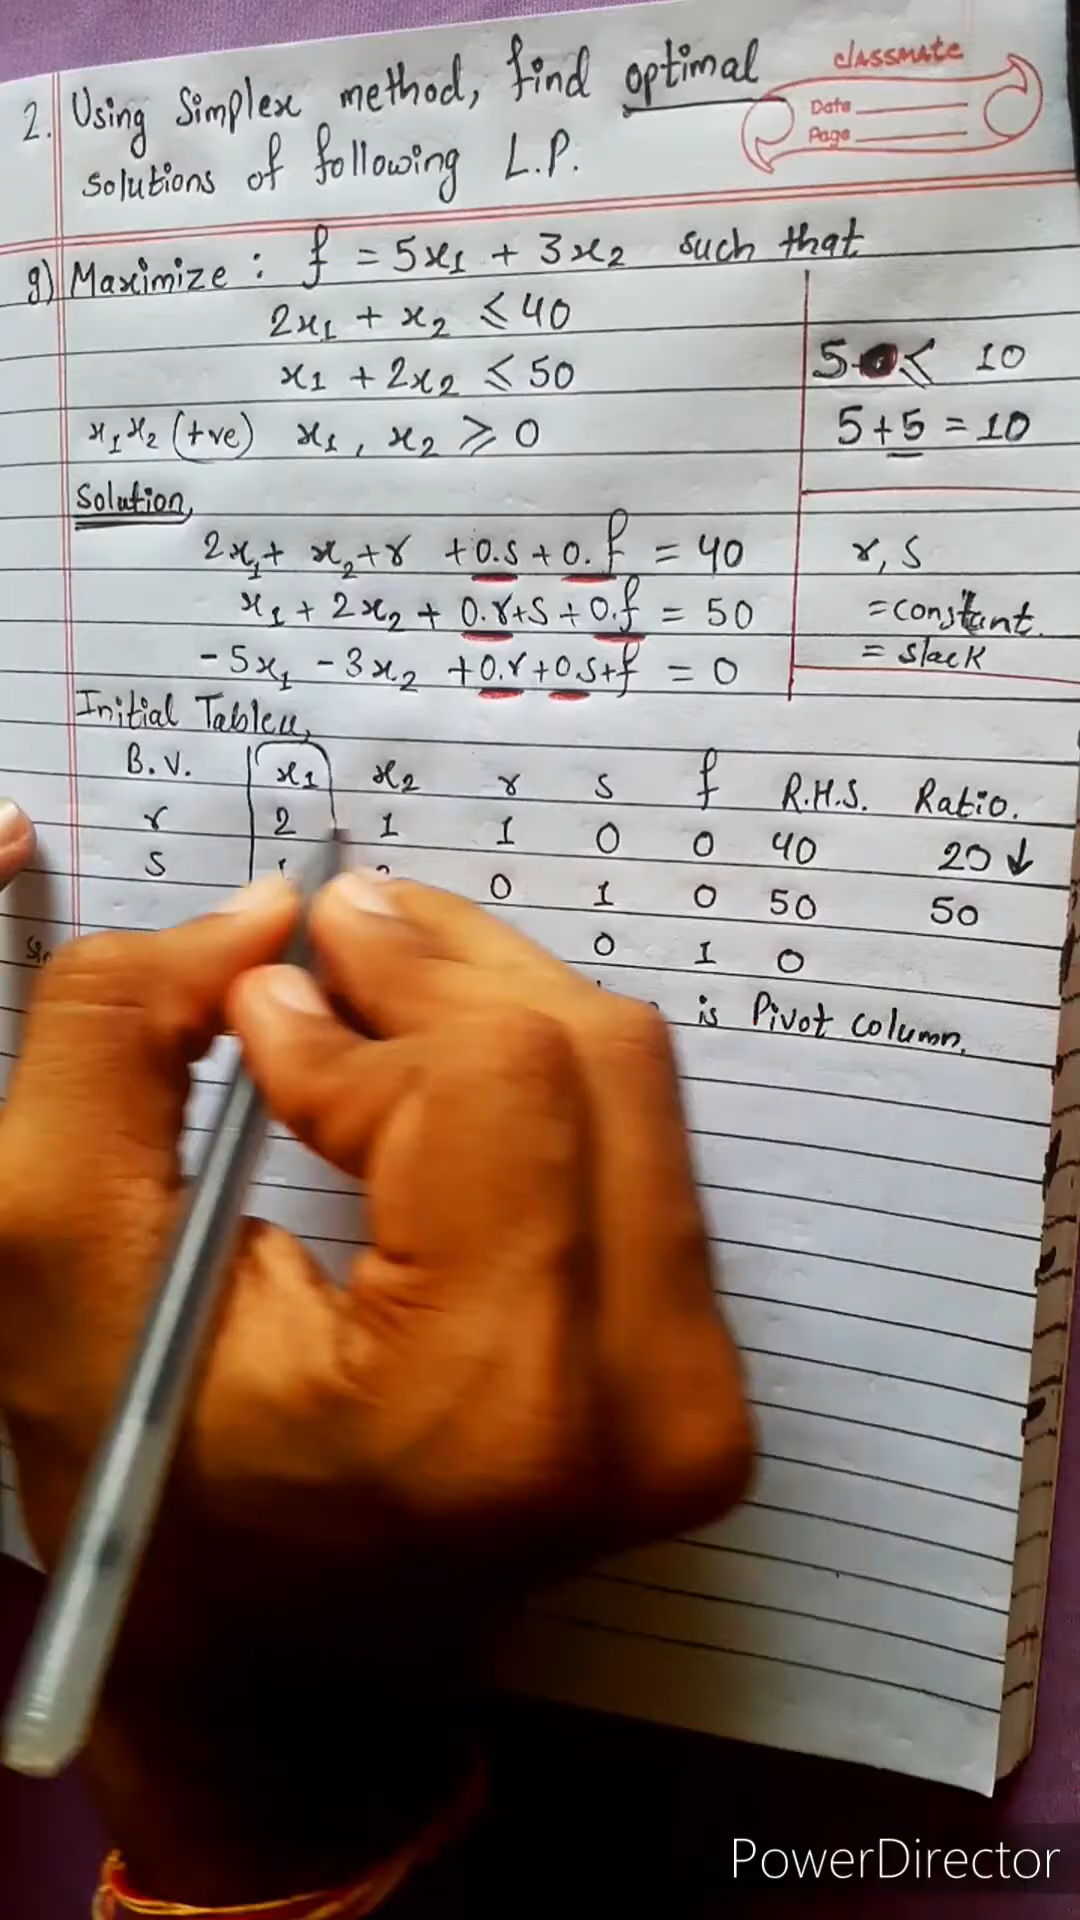 classmate
Date
Page
2. Using Simplex method, find optimal
solutions of following L.P.
g) Maximize : f = 5x₁ + 3x₂ such that
2x₁ + x₂ ⩽ 40
x₁ + 2x₂ ⩽ 50
x₁x₂ (+ve) x₁, x₂ ⩾ 0
5 ⩽ 10
5 + 5 = 10
Solution,
2x₁ + x₂ + r + 0.s + 0.f = 40
x₁ + 2x₂ + 0.r + s + 0.f = 50
-5x₁ - 3x₂ + 0.r + 0.s + f = 0
r, s
= constant.
= slack
Initial Tableu,
B.V. x₁ x₂ r s f R.H.S. Ratio.
r 2 1 1 0 0 40 20 ↓
s 0 1 0 50 50
0 1 0
is Pivot column.
PowerDirector